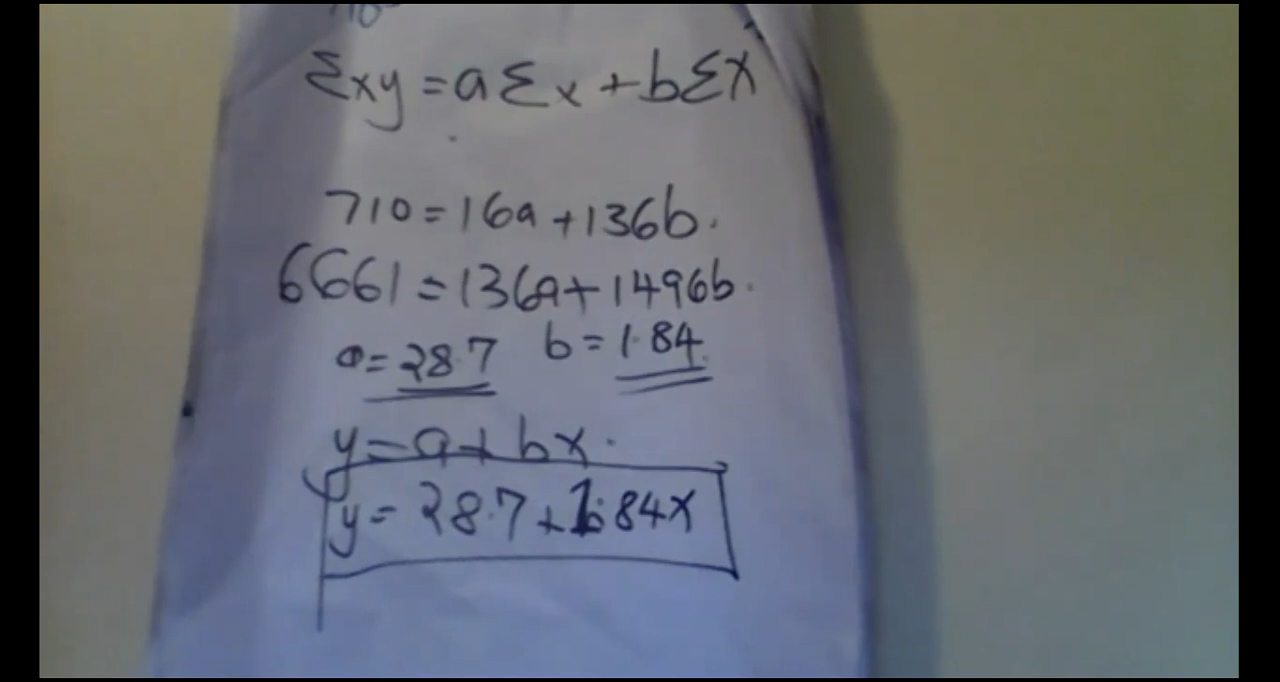 Σxy = aΣx + bΣx
710 = 16a + 136b.
6661 = 136a + 1496b.
a = 28.7 b = 1.84
y = a + bx.
y = 28.7 + 1.84x